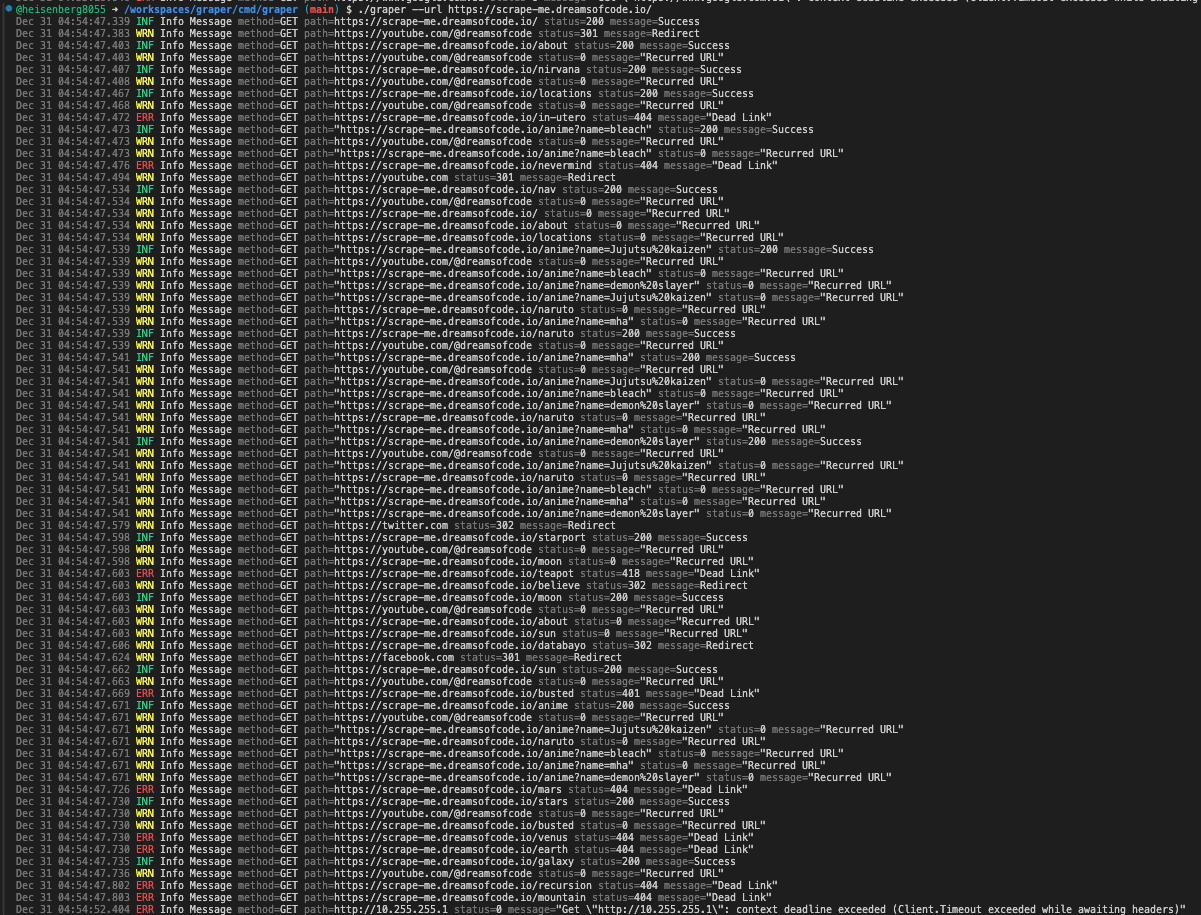 @heisenberg8055 → /workspaces/graper/cmd/graper (main) $ ./graper --url https://scrape-me.dreamsofcode.io/
Dec 31 04:54:47.339 INF Info Message method=GET path=https://scrape-me.dreamsofcode.io/ status=200 message=Success
Dec 31 04:54:47.383 WRN Info Message method=GET path=https://youtube.com/@dreamsofcode status=301 message=Redirect
Dec 31 04:54:47.403 INF Info Message method=GET path=https://scrape-me.dreamsofcode.io/about status=200 message=Success
Dec 31 04:54:47.403 WRN Info Message method=GET path=https://youtube.com/@dreamsofcode status=0 message="Recurred URL"
Dec 31 04:54:47.407 INF Info Message method=GET path=https://scrape-me.dreamsofcode.io/nirvana status=200 message=Success
Dec 31 04:54:47.408 WRN Info Message method=GET path=https://youtube.com/@dreamsofcode status=0 message="Recurred URL"
Dec 31 04:54:47.467 INF Info Message method=GET path=https://scrape-me.dreamsofcode.io/locations status=200 message=Success
Dec 31 04:54:47.468 WRN Info Message method=GET path=https://youtube.com/@dreamsofcode status=0 message="Recurred URL"
Dec 31 04:54:47.472 ERR Info Message method=GET path=https://scrape-me.dreamsofcode.io/in-utero status=404 message="Dead Link"
Dec 31 04:54:47.473 INF Info Message method=GET path="https://scrape-me.dreamsofcode.io/anime?name=bleach" status=200 message=Success
Dec 31 04:54:47.473 WRN Info Message method=GET path=https://youtube.com/@dreamsofcode status=0 message="Recurred URL"
Dec 31 04:54:47.473 WRN Info Message method=GET path="https://scrape-me.dreamsofcode.io/anime?name=bleach" status=0 message="Recurred URL"
Dec 31 04:54:47.476 ERR Info Message method=GET path=https://scrape-me.dreamsofcode.io/nevermind status=404 message="Dead Link"
Dec 31 04:54:47.494 WRN Info Message method=GET path=https://youtube.com status=301 message=Redirect
Dec 31 04:54:47.534 INF Info Message method=GET path=https://scrape-me.dreamsofcode.io/nav status=200 message=Success
Dec 31 04:54:47.534 WRN Info Message method=GET path=https://youtube.com/@dreamsofcode status=0 message="Recurred URL"
Dec 31 04:54:47.534 WRN Info Message method=GET path=https://scrape-me.dreamsofcode.io/ status=0 message="Recurred URL"
Dec 31 04:54:47.534 WRN Info Message method=GET path=https://scrape-me.dreamsofcode.io/about status=0 message="Recurred URL"
Dec 31 04:54:47.534 WRN Info Message method=GET path=https://scrape-me.dreamsofcode.io/locations status=0 message="Recurred URL"
Dec 31 04:54:47.539 INF Info Message method=GET path="https://scrape-me.dreamsofcode.io/anime?name=Jujutsu%20kaizen" status=200 message=Success
Dec 31 04:54:47.539 WRN Info Message method=GET path=https://youtube.com/@dreamsofcode status=0 message="Recurred URL"
Dec 31 04:54:47.539 WRN Info Message method=GET path="https://scrape-me.dreamsofcode.io/anime?name=bleach" status=0 message="Recurred URL"
Dec 31 04:54:47.539 WRN Info Message method=GET path="https://scrape-me.dreamsofcode.io/anime?name=demon%20slayer" status=0 message="Recurred URL"
Dec 31 04:54:47.539 WRN Info Message method=GET path="https://scrape-me.dreamsofcode.io/anime?name=Jujutsu%20kaizen" status=0 message="Recurred URL"
Dec 31 04:54:47.539 WRN Info Message method=GET path=https://scrape-me.dreamsofcode.io/naruto status=0 message="Recurred URL"
Dec 31 04:54:47.539 WRN Info Message method=GET path="https://scrape-me.dreamsofcode.io/anime?name=mha" status=0 message="Recurred URL"
Dec 31 04:54:47.539 INF Info Message method=GET path=https://scrape-me.dreamsofcode.io/naruto status=200 message=Success
Dec 31 04:54:47.539 WRN Info Message method=GET path=https://youtube.com/@dreamsofcode status=0 message="Recurred URL"
Dec 31 04:54:47.541 INF Info Message method=GET path="https://scrape-me.dreamsofcode.io/anime?name=mha" status=200 message=Success
Dec 31 04:54:47.541 WRN Info Message method=GET path=https://youtube.com/@dreamsofcode status=0 message="Recurred URL"
Dec 31 04:54:47.541 WRN Info Message method=GET path="https://scrape-me.dreamsofcode.io/anime?name=Jujutsu%20kaizen" status=0 message="Recurred URL"
Dec 31 04:54:47.541 WRN Info Message method=GET path="https://scrape-me.dreamsofcode.io/anime?name=bleach" status=0 message="Recurred URL"
Dec 31 04:54:47.541 WRN Info Message method=GET path="https://scrape-me.dreamsofcode.io/anime?name=demon%20slayer" status=0 message="Recurred URL"
Dec 31 04:54:47.541 WRN Info Message method=GET path=https://scrape-me.dreamsofcode.io/naruto status=0 message="Recurred URL"
Dec 31 04:54:47.541 WRN Info Message method=GET path="https://scrape-me.dreamsofcode.io/anime?name=mha" status=0 message="Recurred URL"
Dec 31 04:54:47.541 INF Info Message method=GET path="https://scrape-me.dreamsofcode.io/anime?name=demon%20slayer" status=200 message=Success
Dec 31 04:54:47.541 WRN Info Message method=GET path=https://youtube.com/@dreamsofcode status=0 message="Recurred URL"
Dec 31 04:54:47.541 WRN Info Message method=GET path="https://scrape-me.dreamsofcode.io/anime?name=Jujutsu%20kaizen" status=0 message="Recurred URL"
Dec 31 04:54:47.541 WRN Info Message method=GET path=https://scrape-me.dreamsofcode.io/naruto status=0 message="Recurred URL"
Dec 31 04:54:47.541 WRN Info Message method=GET path="https://scrape-me.dreamsofcode.io/anime?name=bleach" status=0 message="Recurred URL"
Dec 31 04:54:47.541 WRN Info Message method=GET path="https://scrape-me.dreamsofcode.io/anime?name=mha" status=0 message="Recurred URL"
Dec 31 04:54:47.541 WRN Info Message method=GET path="https://scrape-me.dreamsofcode.io/anime?name=demon%20slayer" status=0 message="Recurred URL"
Dec 31 04:54:47.579 WRN Info Message method=GET path=https://twitter.com status=302 message=Redirect
Dec 31 04:54:47.598 INF Info Message method=GET path=https://scrape-me.dreamsofcode.io/starport status=200 message=Success
Dec 31 04:54:47.598 WRN Info Message method=GET path=https://youtube.com/@dreamsofcode status=0 message="Recurred URL"
Dec 31 04:54:47.598 WRN Info Message method=GET path=https://scrape-me.dreamsofcode.io/moon status=0 message="Recurred URL"
Dec 31 04:54:47.603 ERR Info Message method=GET path=https://scrape-me.dreamsofcode.io/teapot status=418 message="Dead Link"
Dec 31 04:54:47.603 WRN Info Message method=GET path=https://scrape-me.dreamsofcode.io/believe status=302 message=Redirect
Dec 31 04:54:47.603 INF Info Message method=GET path=https://scrape-me.dreamsofcode.io/moon status=200 message=Success
Dec 31 04:54:47.603 WRN Info Message method=GET path=https://youtube.com/@dreamsofcode status=0 message="Recurred URL"
Dec 31 04:54:47.603 WRN Info Message method=GET path=https://scrape-me.dreamsofcode.io/about status=0 message="Recurred URL"
Dec 31 04:54:47.603 WRN Info Message method=GET path=https://scrape-me.dreamsofcode.io/sun status=0 message="Recurred URL"
Dec 31 04:54:47.606 WRN Info Message method=GET path=https://scrape-me.dreamsofcode.io/databayo status=302 message=Redirect
Dec 31 04:54:47.624 WRN Info Message method=GET path=https://facebook.com status=301 message=Redirect
Dec 31 04:54:47.662 INF Info Message method=GET path=https://scrape-me.dreamsofcode.io/sun status=200 message=Success
Dec 31 04:54:47.663 WRN Info Message method=GET path=https://youtube.com/@dreamsofcode status=0 message="Recurred URL"
Dec 31 04:54:47.669 ERR Info Message method=GET path=https://scrape-me.dreamsofcode.io/busted status=401 message="Dead Link"
Dec 31 04:54:47.671 INF Info Message method=GET path=https://scrape-me.dreamsofcode.io/anime status=200 message=Success
Dec 31 04:54:47.671 WRN Info Message method=GET path=https://youtube.com/@dreamsofcode status=0 message="Recurred URL"
Dec 31 04:54:47.671 WRN Info Message method=GET path="https://scrape-me.dreamsofcode.io/anime?name=Jujutsu%20kaizen" status=0 message="Recurred URL"
Dec 31 04:54:47.671 WRN Info Message method=GET path=https://scrape-me.dreamsofcode.io/naruto status=0 message="Recurred URL"
Dec 31 04:54:47.671 WRN Info Message method=GET path="https://scrape-me.dreamsofcode.io/anime?name=bleach" status=0 message="Recurred URL"
Dec 31 04:54:47.671 WRN Info Message method=GET path="https://scrape-me.dreamsofcode.io/anime?name=mha" status=0 message="Recurred URL"
Dec 31 04:54:47.671 WRN Info Message method=GET path="https://scrape-me.dreamsofcode.io/anime?name=demon%20slayer" status=0 message="Recurred URL"
Dec 31 04:54:47.726 ERR Info Message method=GET path=https://scrape-me.dreamsofcode.io/mars status=404 message="Dead Link"
Dec 31 04:54:47.730 INF Info Message method=GET path=https://scrape-me.dreamsofcode.io/stars status=200 message=Success
Dec 31 04:54:47.730 WRN Info Message method=GET path=https://youtube.com/@dreamsofcode status=0 message="Recurred URL"
Dec 31 04:54:47.730 WRN Info Message method=GET path=https://scrape-me.dreamsofcode.io/busted status=0 message="Recurred URL"
Dec 31 04:54:47.730 ERR Info Message method=GET path=https://scrape-me.dreamsofcode.io/venus status=404 message="Dead Link"
Dec 31 04:54:47.730 ERR Info Message method=GET path=https://scrape-me.dreamsofcode.io/earth status=404 message="Dead Link"
Dec 31 04:54:47.735 INF Info Message method=GET path=https://scrape-me.dreamsofcode.io/galaxy status=200 message=Success
Dec 31 04:54:47.736 WRN Info Message method=GET path=https://youtube.com/@dreamsofcode status=0 message="Recurred URL"
Dec 31 04:54:47.802 ERR Info Message method=GET path=https://scrape-me.dreamsofcode.io/recursion status=404 message="Dead Link"
Dec 31 04:54:47.803 ERR Info Message method=GET path=https://scrape-me.dreamsofcode.io/mountain status=404 message="Dead Link"
Dec 31 04:54:52.404 ERR Info Message method=GET path=http://10.255.255.1 status=0 message="Get \"http://10.255.255.1\": context deadline exceeded (Client.Timeout exceeded while awaiting headers)"